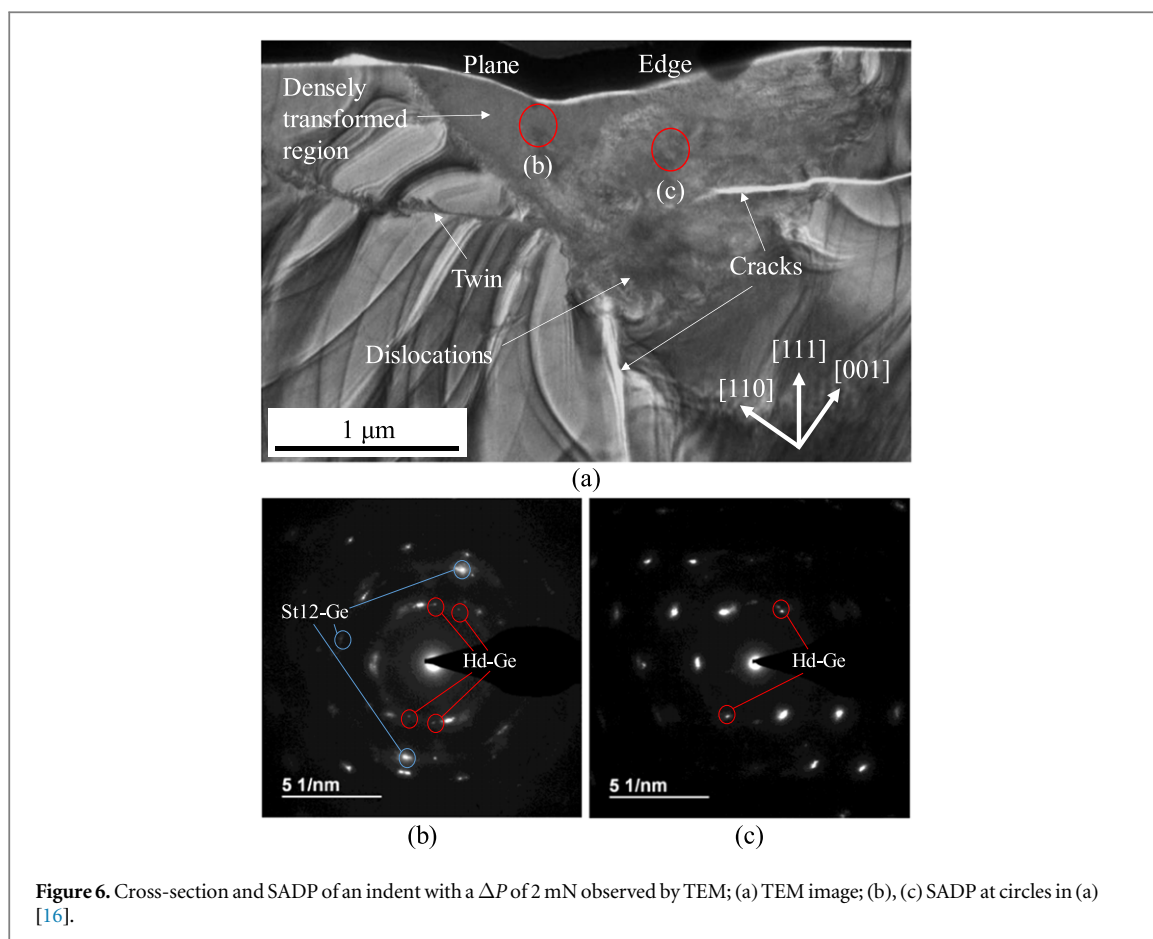 Plane
Edge
Densely
transformed
region
(b)
(c)
Twin
Cracks
Dislocations
[111]
[110]
[001]
1 μm
(a)
St12-Ge
Hd-Ge
5 1/nm
(b)
Hd-Ge
5 1/nm
(c)
Figure 6. Cross-section and SADP of an indent with a ΔP of 2 mN observed by TEM; (a) TEM image; (b), (c) SADP at circles in (a)
[16].